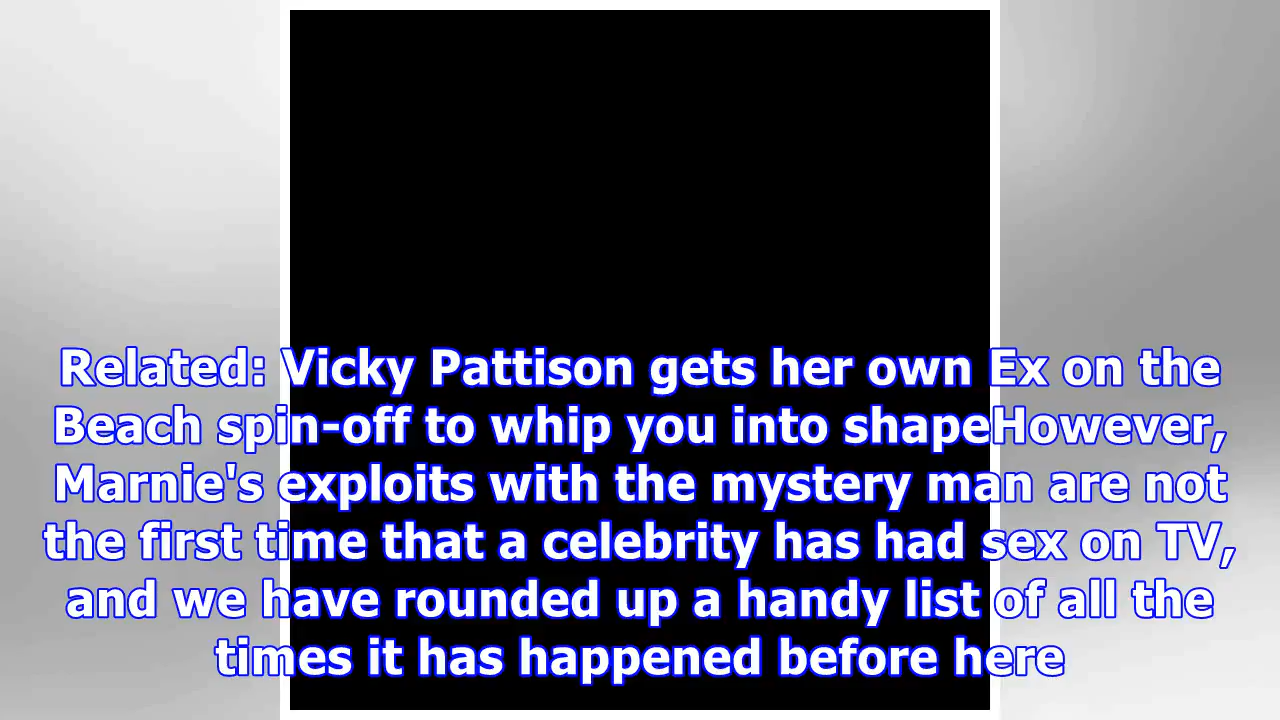 Related: Vicky Pattison gets her own Ex on the
Beach spin-off to whip you into shapeHowever,
Marnie's exploits with the mystery man are not
the first time that a celebrity has had sex on TV,
and we have rounded up a handy list of all the
times it has happened before here